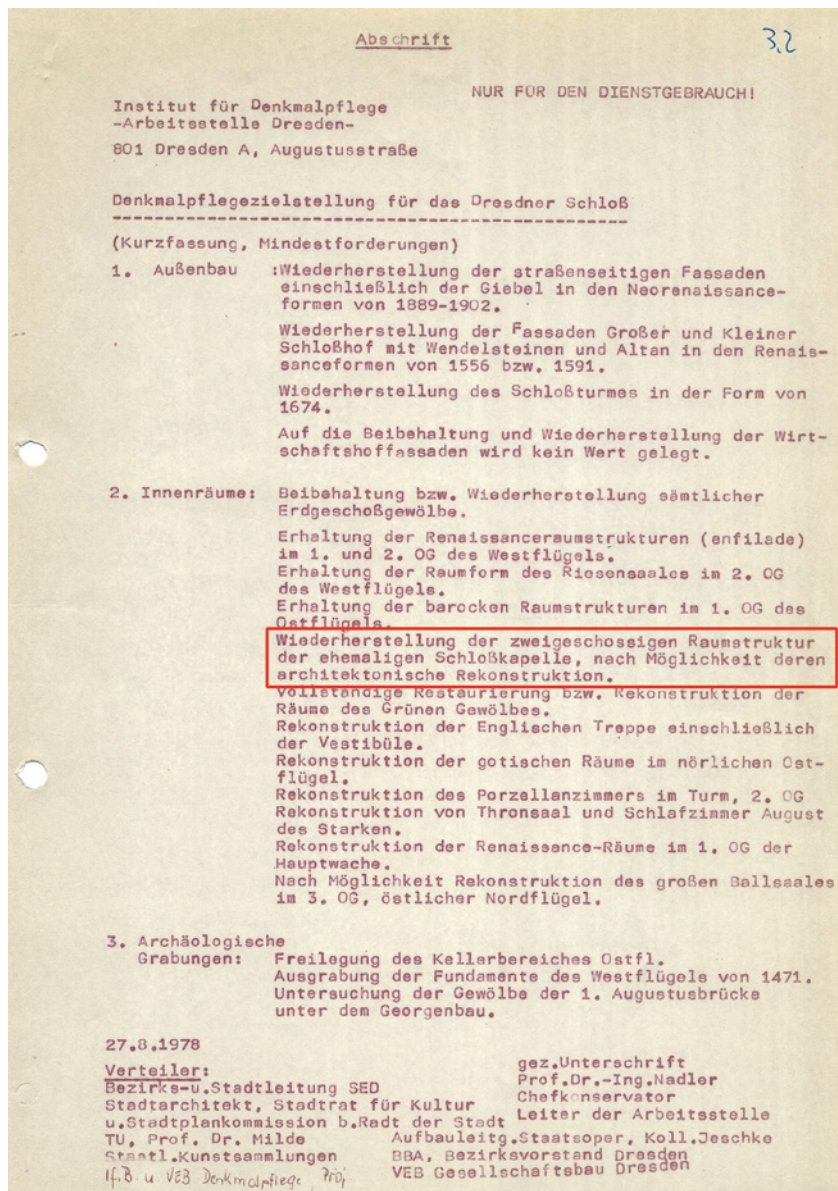 Abschrift
3.2
NUR FÜR DEN DIENSTGEBRAUCH!
Institut für Denkmalpflege
-Arbeitsstelle Dresden-
801 Dresden A, Augustusstraße
Denkmalpflegezielstellung für das Dresdner Schloß
(Kurzfassung, Mindestforderungen)
1. Außenbau :Wiederherstellung der straßenseitigen Fassaden
einschließlich der Giebel in den Neorenaissance-
formen von 1889-1902.
Wiederherstellung der Fassaden Großer und Kleiner
Schloßhof mit Wendelsteinen und Altan in den Renais-
sanceformen von 1556 bzw. 1591.
Wiederherstellung des Schloßturmes in der Form von
1674.
Auf die Beibehaltung und Wiederherstellung der Wirt-
schaftshoffassaden wird kein Wert gelegt.
2. Innenräume: Beibehaltung bzw. Wiederherstellung sämtlicher
Erdgeschoßgewölbe.
Erhaltung der Renaissanceraumstrukturen (enfilade)
im 1. und 2. OG des Westflügels.
Erhaltung der Raumform des Riesensaales im 2. OG
des Westflügels.
Erhaltung der barocken Raumstrukturen im 1. OG des
Ostflügels.
Wiederherstellung der zweigeschossigen Raumstruktur
der ehemaligen Schloßkapelle, nach Möglichkeit deren
architektonische Rekonstruktion.
Vollständige Restaurierung bzw. Rekonstruktion der
Räume des Grünen Gewölbes.
Rekonstruktion der Englischen Treppe einschließlich
der Vestibüle.
Rekonstruktion der gotischen Räume im nörlichen Ost-
flügel.
Rekonstruktion des Porzellanzimmers im Turm, 2. OG
Rekonstruktion von Thronsaal und Schlafzimmer August
des Starken.
Rekonstruktion der Renaissance-Räume im 1. OG der
Hauptwache.
Nach Möglichkeit Rekonstruktion des großen Ballsaales
im 3. OG, östlicher Nordflügel.
3. Archäologische
Grabungen: Freilegung des Kellerbereiches Ostfl.
Ausgrabung der Fundamente des Westflügels von 1471.
Untersuchung der Gewölbe der 1. Augustusbrücke
unter dem Georgenbau.
27.8.1978
gez.Unterschrift
Prof.Dr.-Ing.Nadler
Chefkonservator
Leiter der Arbeitsstelle
Verteiler:
Bezirks-u.Stadtleitung SED
Stadtarchitekt, Stadtrat für Kultur
u.Stadtplankommission b.Radt der Stadt
TU, Prof. Dr. Milde Aufbauleitg.Staatsoper, Koll.Jeschke
Staatl.Kunstsammlungen BBA, Bezirksvorstand Dresden
If.B. u. VEB Denkmalpflege, Proj. VEB Gesellschaftsbau Dresden